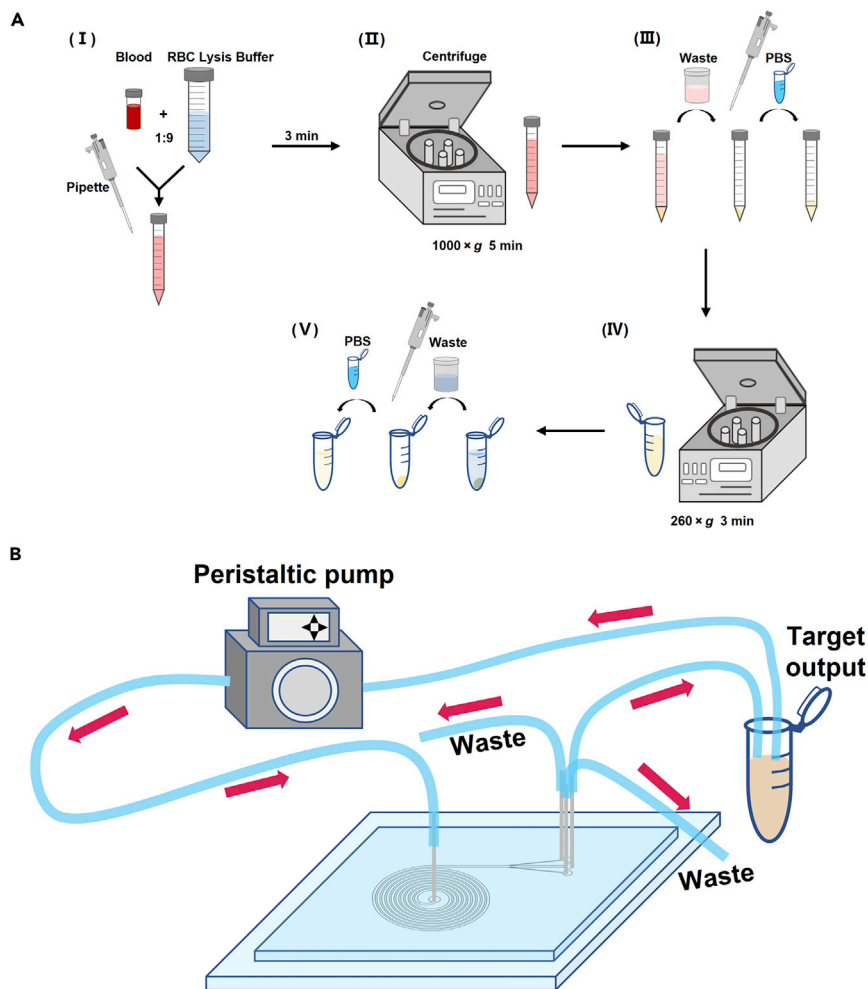 A
(Ⅰ)
Blood
RBC Lysis Buffer
+
1:9
Pipette
3 min
(Ⅱ)
Centrifuge
1000 × g 5 min
(Ⅲ)
Waste
PBS
(Ⅳ)
260 × g 3 min
(Ⅴ)
PBS
Waste
B
Peristaltic pump
Target
output
Waste
Waste